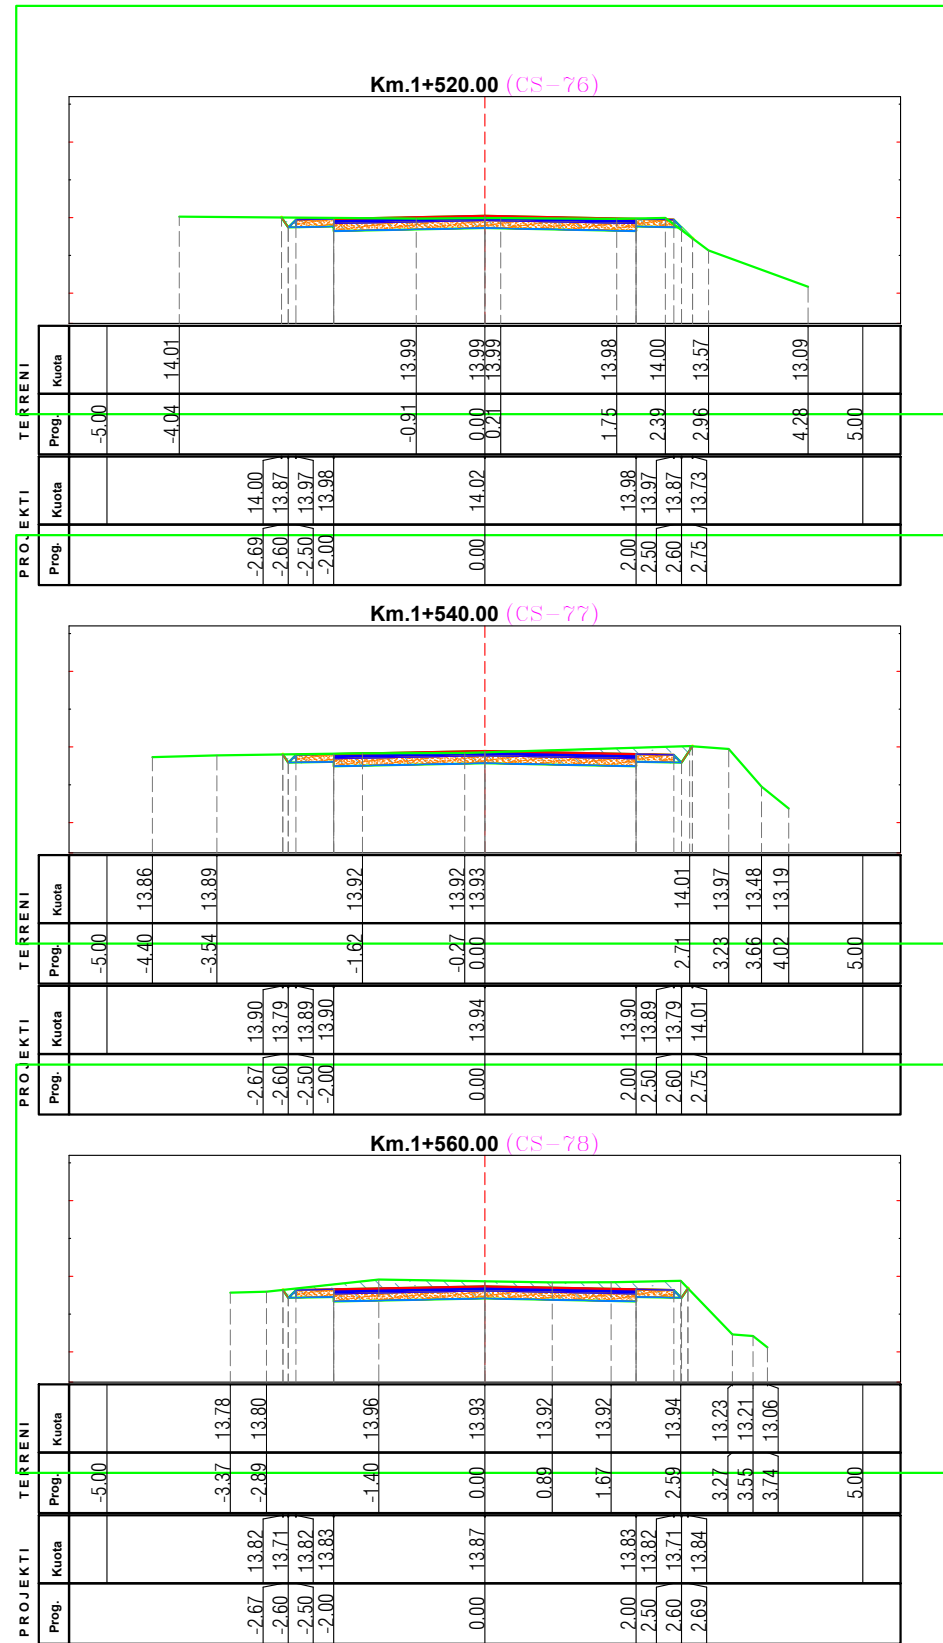 Km.1+520.00 (CS-76)
TERRENI
Kuota 14.01 13.99 13.99 13.99 13.98 14.00 13.57 13.09
Prog. -5.00 -4.04 -0.91 0.00 0.21 1.75 2.39 2.96 4.28 5.00
PROJEKTI
Kuota 14.00 13.87 13.97 13.98 14.02 13.98 13.97 13.87 13.73
Prog. -2.69 -2.60 -2.50 -2.00 0.00 2.00 2.50 2.60 2.75
Km.1+540.00 (CS-77)
TERRENI
Kuota 13.86 13.89 13.92 13.92 13.93 14.01 13.97 13.48 13.19
Prog. -5.00 -4.40 -3.54 -1.62 -0.27 0.00 2.71 3.23 3.66 4.02 5.00
PROJEKTI
Kuota 13.90 13.79 13.89 13.90 13.94 13.90 13.89 13.79 14.01
Prog. -2.67 -2.60 -2.50 -2.00 0.00 2.00 2.50 2.60 2.75
Km.1+560.00 (CS-78)
TERRENI
Kuota 13.78 13.80 13.96 13.93 13.92 13.92 13.94 13.23 13.21 13.06
Prog. -5.00 -3.37 -2.89 -1.40 0.00 0.89 1.67 2.59 3.27 3.55 3.74 5.00
PROJEKTI
Kuota 13.82 13.71 13.82 13.83 13.87 13.83 13.82 13.71 13.84
Prog. -2.67 -2.60 -2.50 -2.00 0.00 2.00 2.50 2.60 2.69